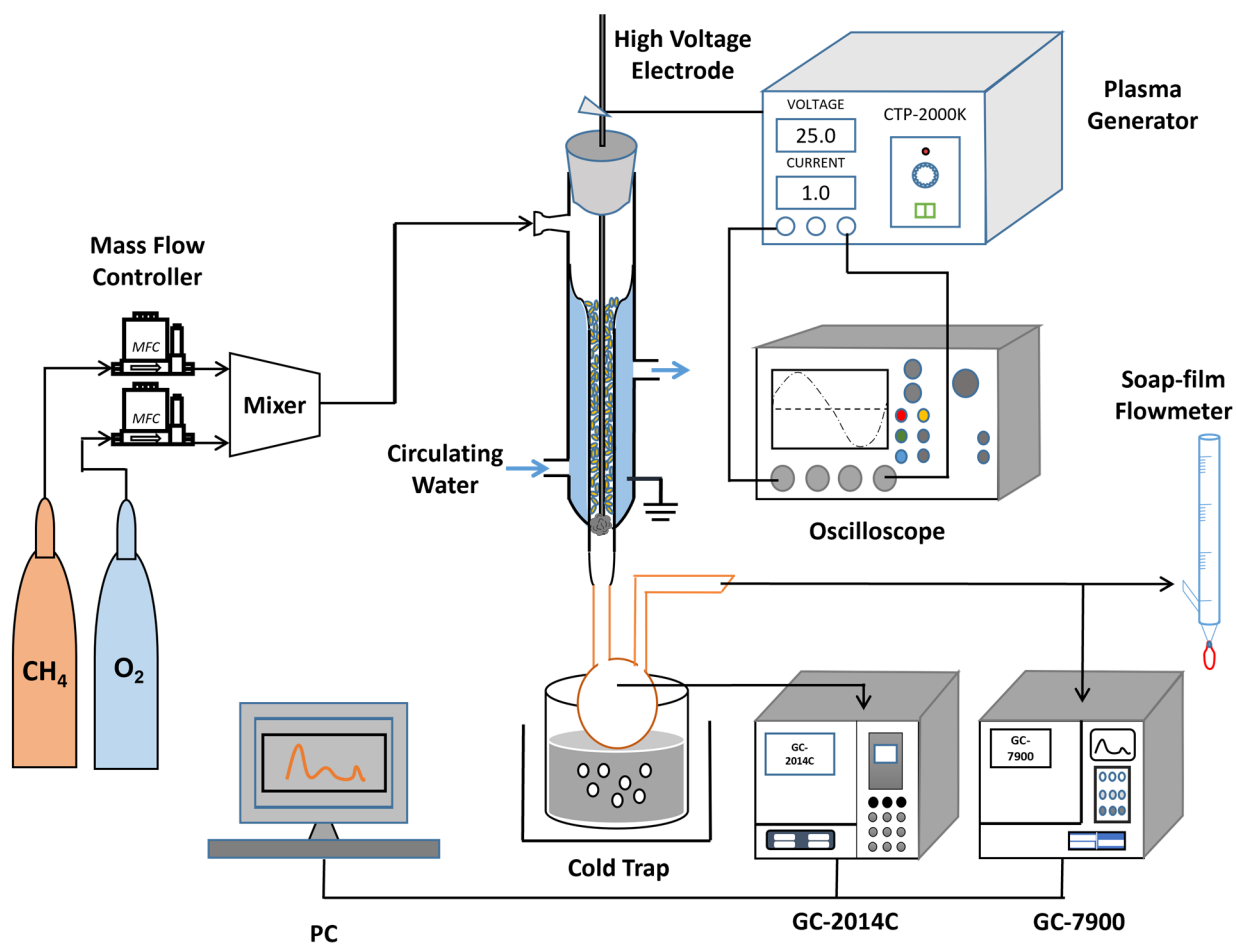 High Voltage
Electrode
VOLTAGE
25.0
CURRENT
1.0
CTP-2000K
Plasma
Generator
Mass Flow
Controller
MFC
MFC
Mixer
Circulating
Water
Oscilloscope
Soap-film
Flowmeter
CH₄
O₂
GC-
2014C
GC-
7900
Cold Trap
PC
GC-2014C
GC-7900